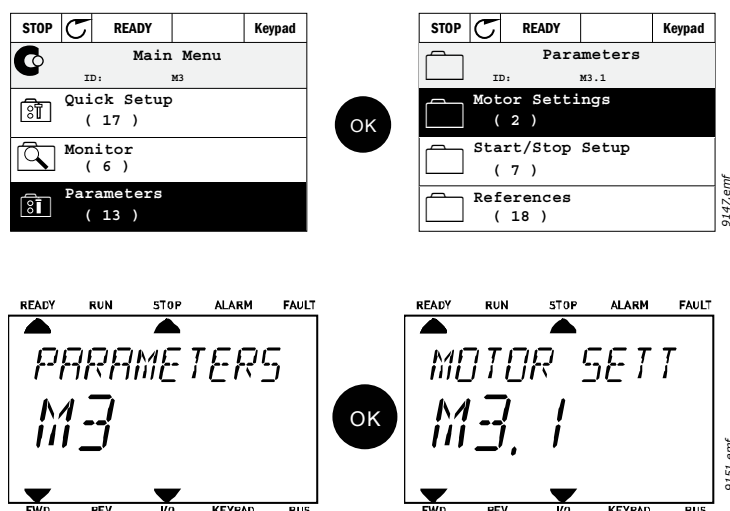 STOP READY Keypad
Main Menu
ID: M3
Quick Setup
( 17 )
Monitor
( 6 )
Parameters
( 13 )
OK
STOP READY Keypad
Parameters
ID: M3.1
Motor Settings
( 2 )
Start/Stop Setup
( 7 )
References
( 18 )
9147.emf
READY RUN STOP ALARM FAULT
PARAMETERS
M3
FWD REV I/O KEYPAD BUS
OK
READY RUN STOP ALARM FAULT
MOTOR SETT
M3.1
FWD REV I/O KEYPAD BUS
9151.emf